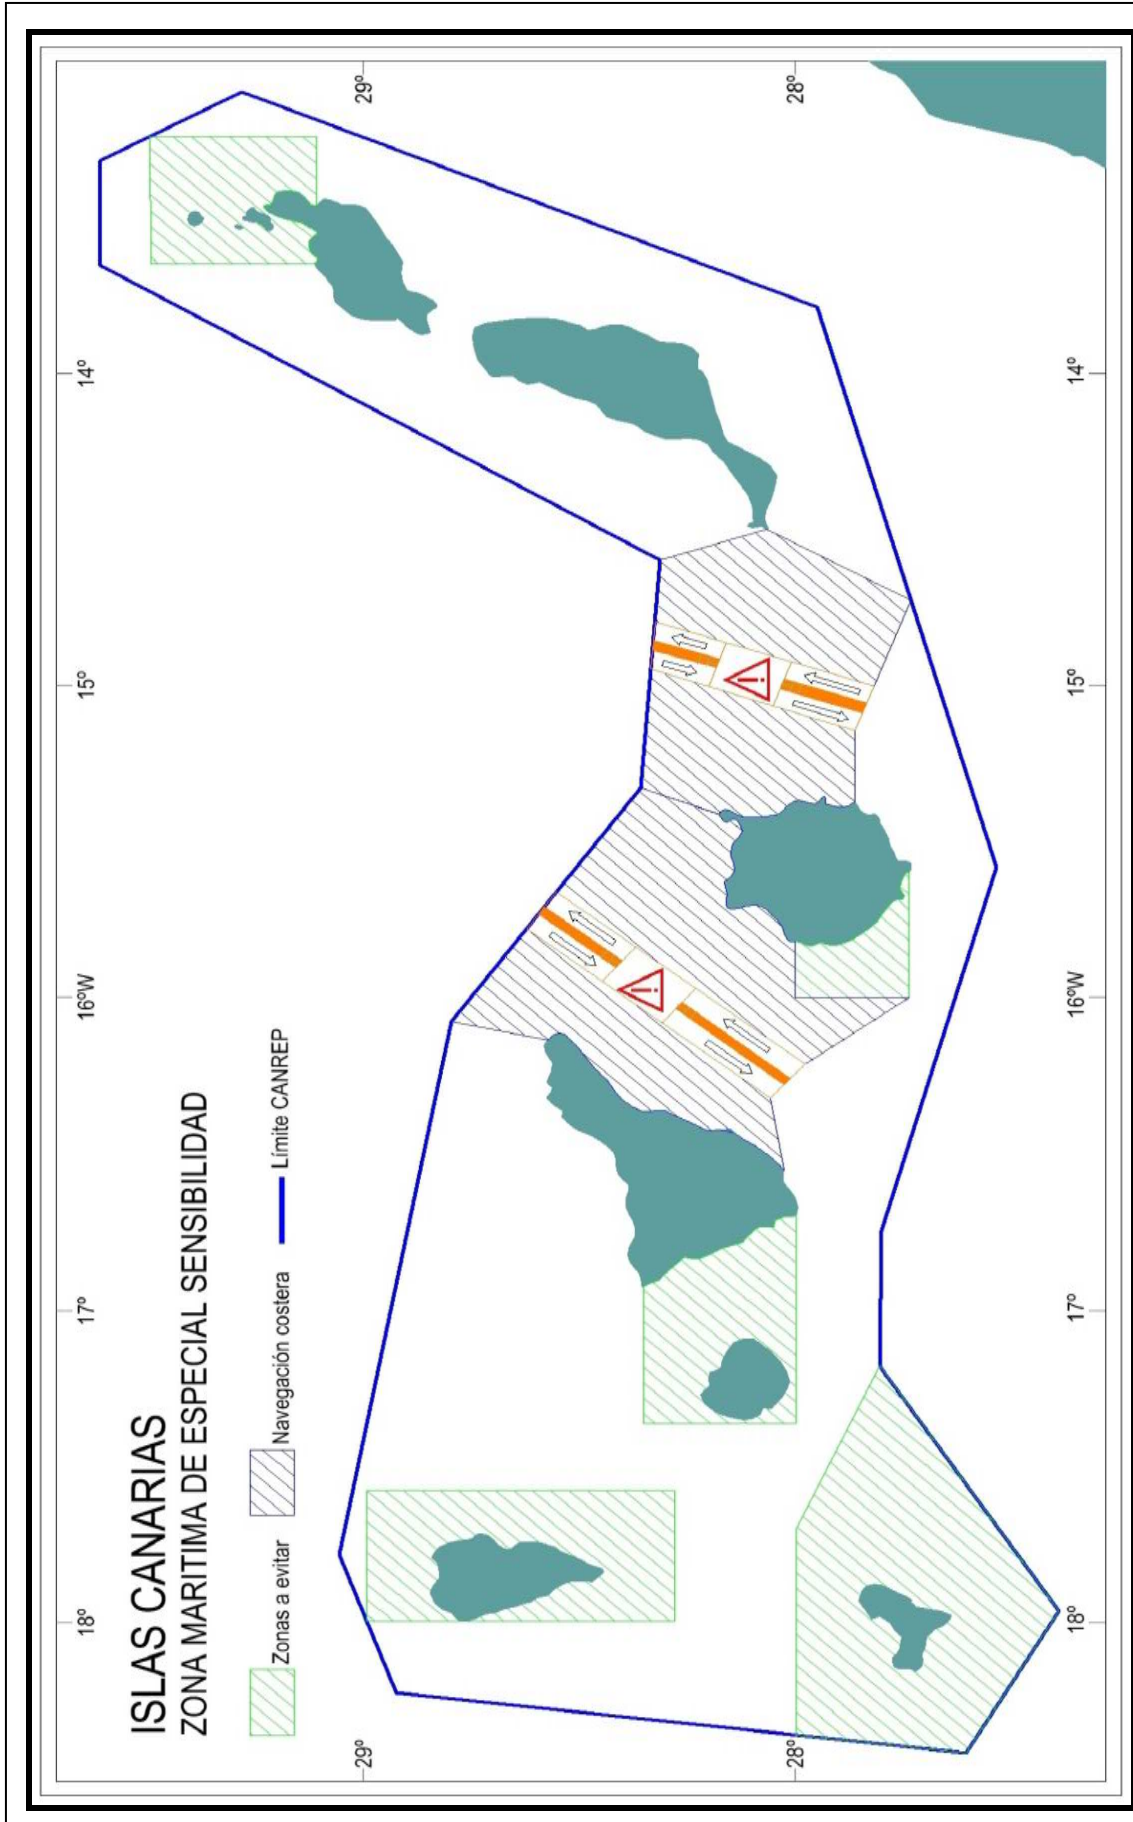 ISLAS CANARIAS
ZONA MARITIMA DE ESPECIAL SENSIBILIDAD
Zonas a evitar
Navegación costera
Límite CANREP
18º
17º
16ºW
15º
14º
29º
29º
28º
28º
18º
17º
16ºW
15º
14º